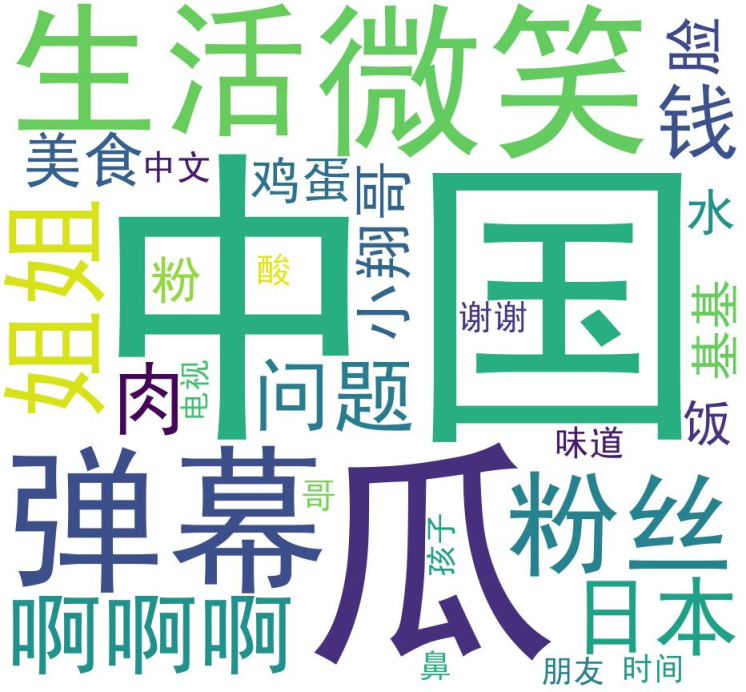 生活
微笑
脸
钱
美食
中文
鸡蛋
小翔哥
水
姐姐
中国
粉
酸
谢谢
基基
肉
电视
问题
饭
味道
弹幕
哥
瓜
孩子
粉丝
啊啊啊
日本
鼻
朋友
时间